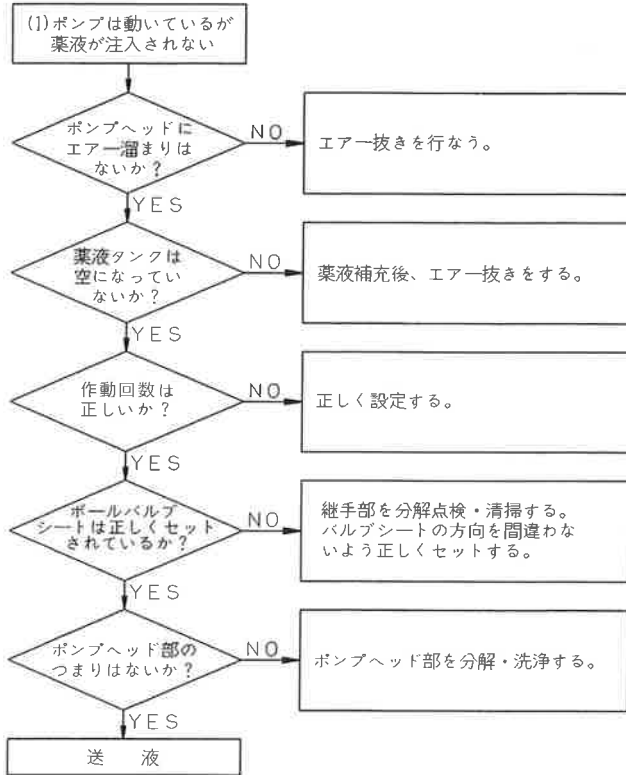 (1)ポンプは動いているが
薬液が注入されない
ポンプヘッドに
エアー溜まりは
ないか？
NO
エアー抜きを行なう。
YES
薬液タンクは
空になってい
ないか？
NO
薬液補充後、エアー抜きをする。
YES
作動回数は
正しいか？
NO
正しく設定する。
YES
ボールバルブ
シートは正しくセット
されているか？
NO
継手部を分解点検・清掃する。
バルブシートの方向を間違わな
いよう正しくセットする。
YES
ポンプヘッド部の
つまりはないか？
NO
ポンプヘッド部を分解・洗浄する。
YES
送　液